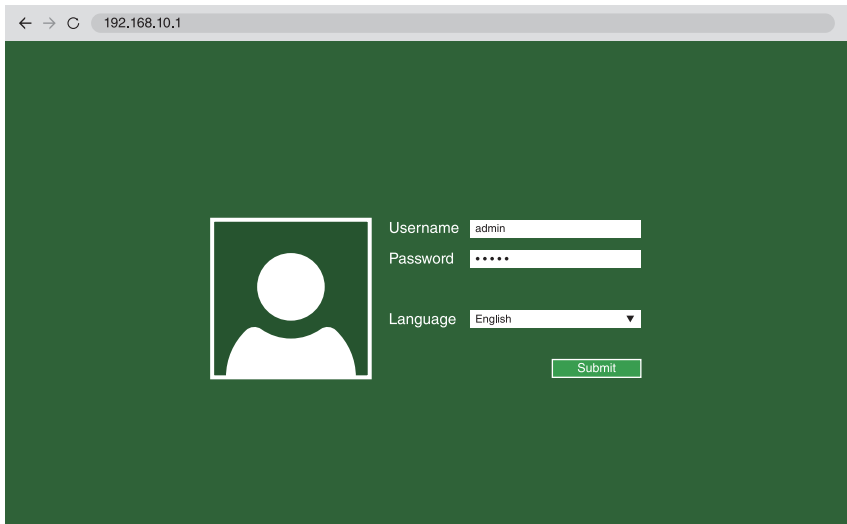 192.168.10.1
Username admin
Password •••••
Language English
Submit